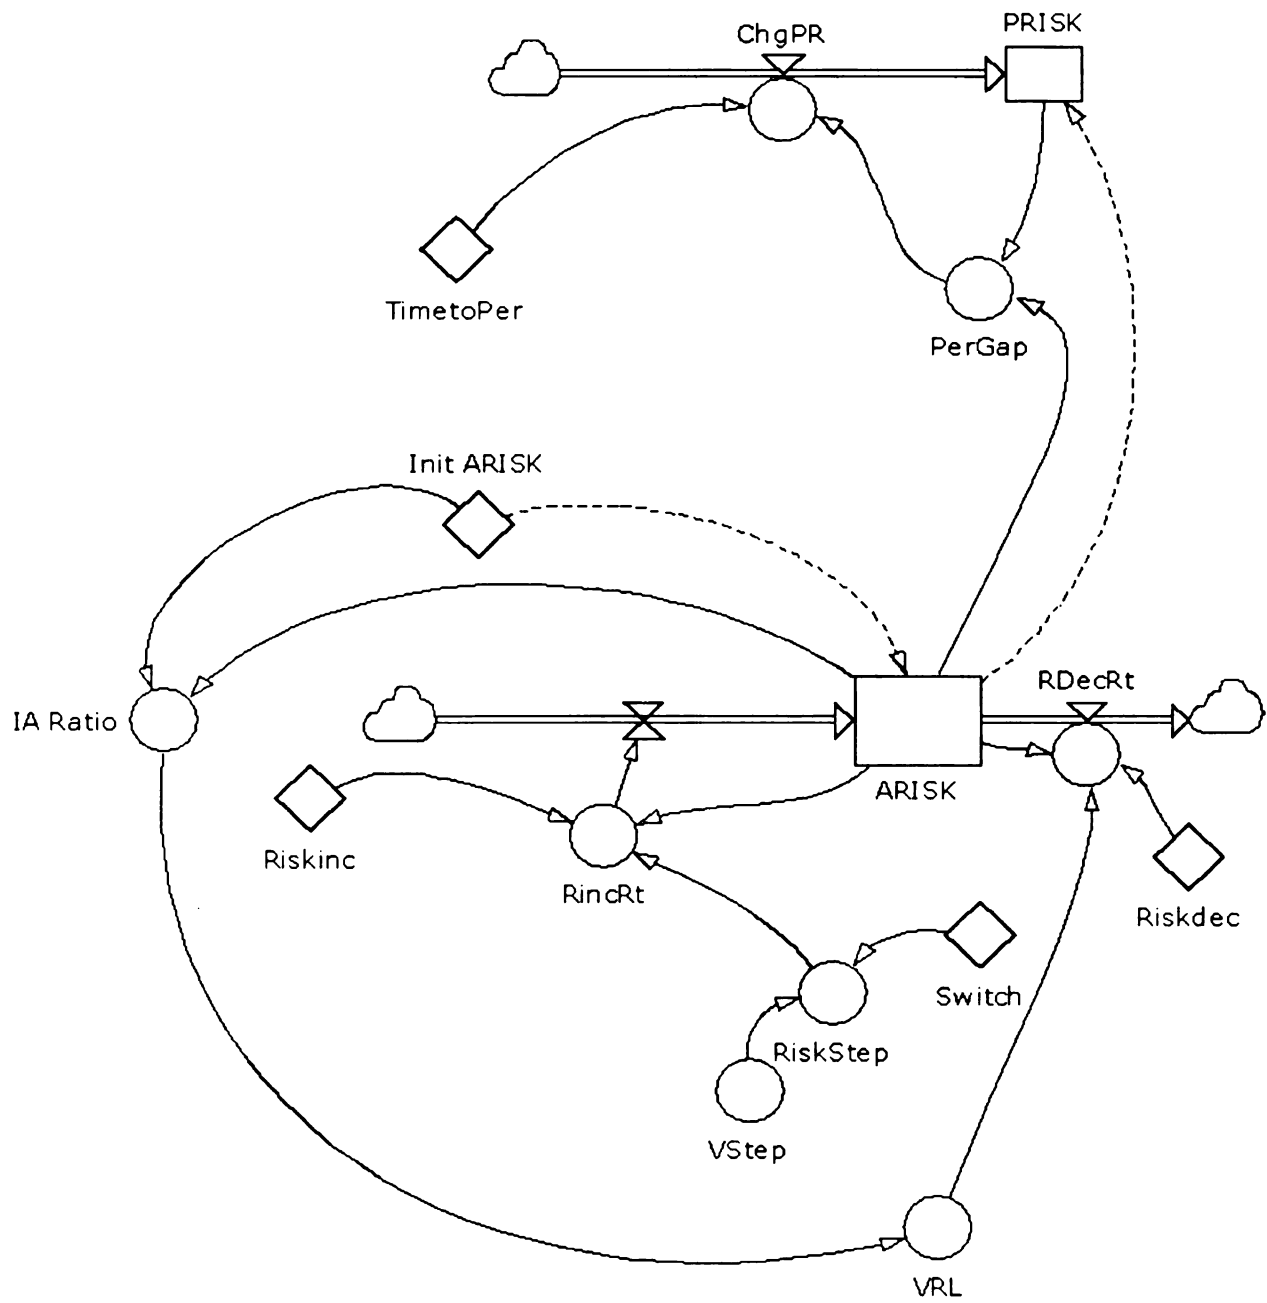 PRISK
ChgPR
TimetoPer
PerGap
Init ARISK
RDecRt
IA Ratio
ARISK
Riskinc
RincRt
Riskdec
Switch
RiskStep
VStep
VRL